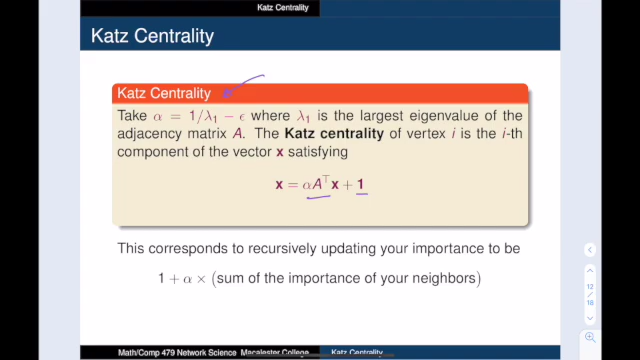 Katz Centrality
Katz Centrality
Katz Centrality
Take α = 1/λ₁ − ϵ where λ₁ is the largest eigenvalue of the
adjacency matrix A. The Katz centrality of vertex i is the i-th
component of the vector x satisfying
x = αA⊤x + 1
This corresponds to recursively updating your importance to be
1 + α × (sum of the importance of your neighbors)
12
/
18
Math/Comp 479 Network Science Macalester College Katz Centrality